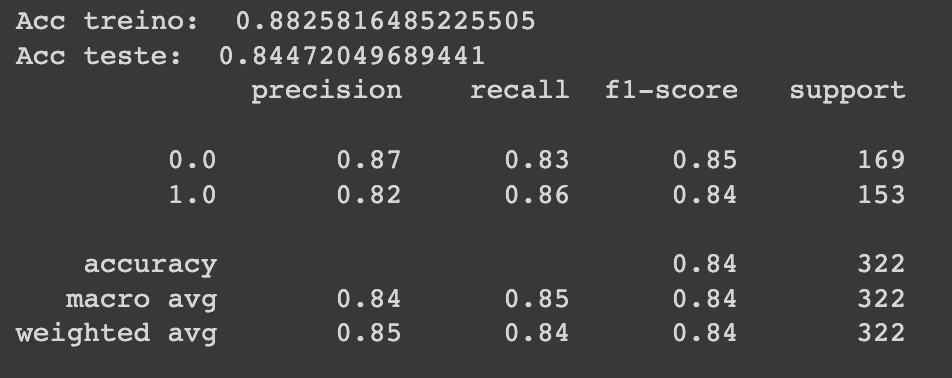 Acc treino:  0.8825816485225505
Acc teste:  0.84472049689441
precision recall f1-score support
0.0 0.87 0.83 0.85 169
1.0 0.82 0.86 0.84 153
accuracy 0.84 322
macro avg 0.84 0.85 0.84 322
weighted avg 0.85 0.84 0.84 322